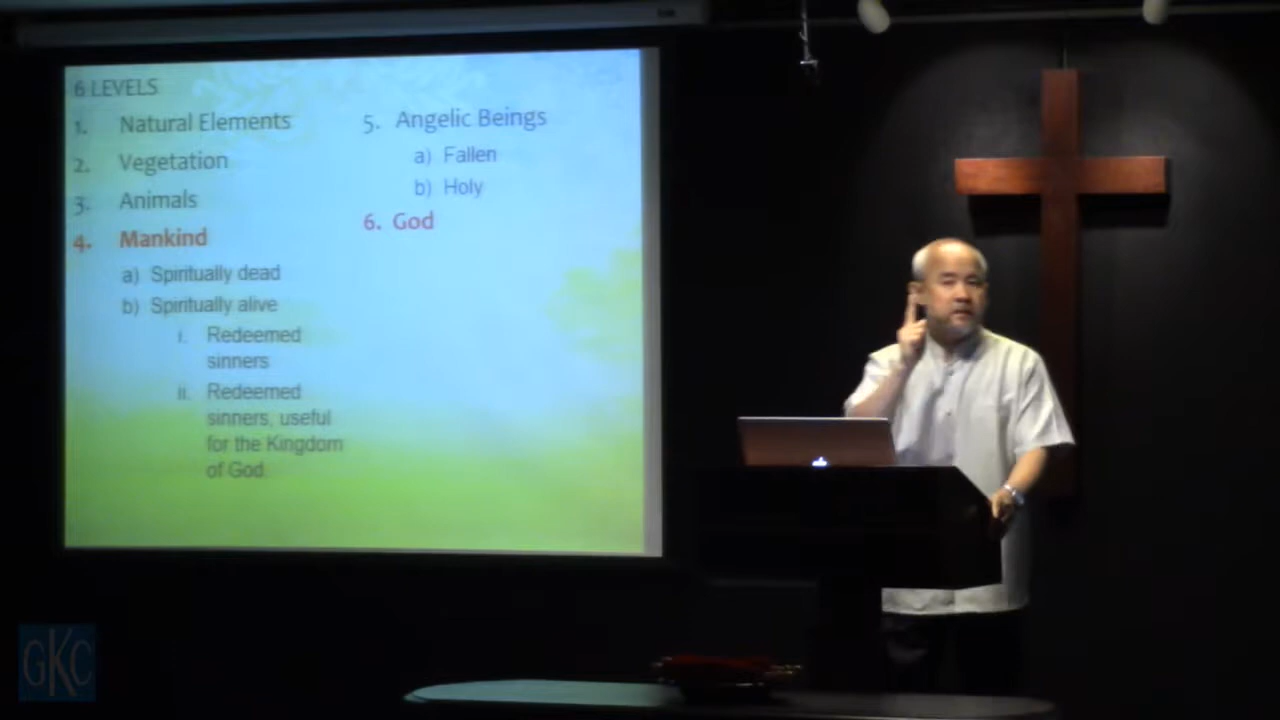 6 LEVELS
1. Natural Elements
2. Vegetation
3. Animals
4. Mankind
a) Spiritually dead
b) Spiritually alive
i. Redeemed
sinners
ii. Redeemed
sinners, useful
for the Kingdom
of God.
5. Angelic Beings
a) Fallen
b) Holy
6. God
GKC